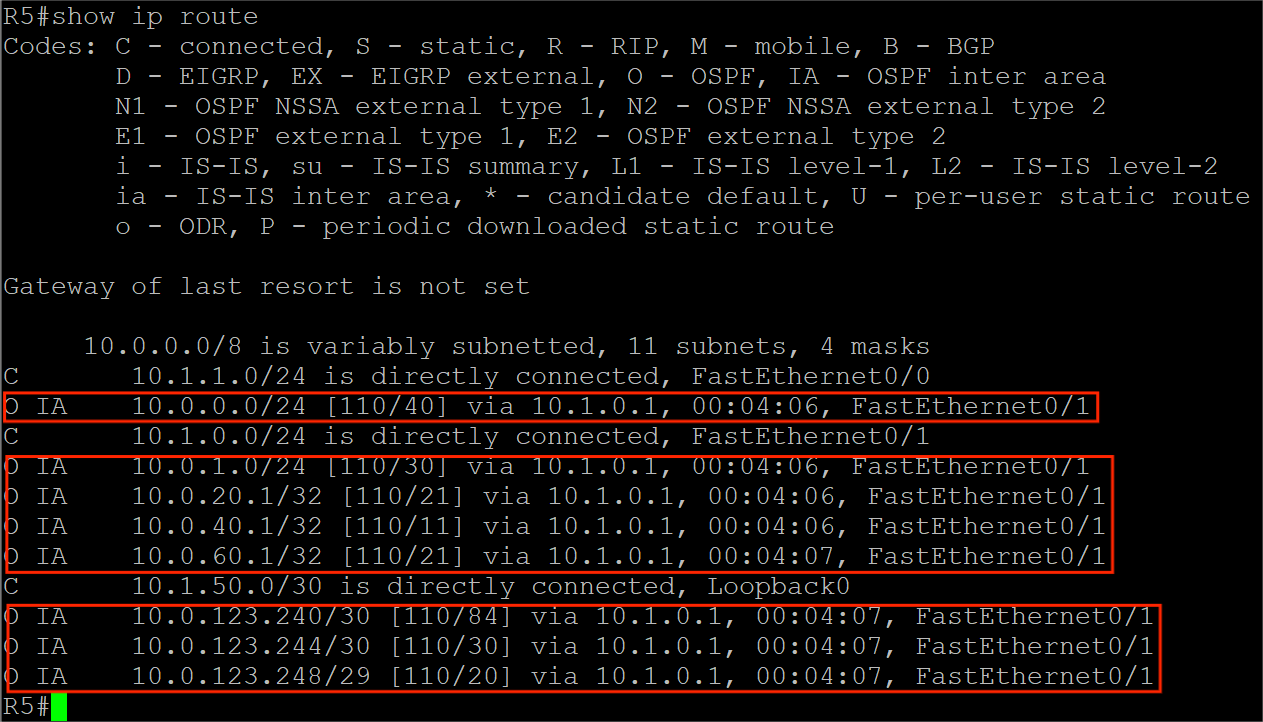 R5#show ip route
Codes: C - connected, S - static, R - RIP, M - mobile, B - BGP
       D - EIGRP, EX - EIGRP external, O - OSPF, IA - OSPF inter area
       N1 - OSPF NSSA external type 1, N2 - OSPF NSSA external type 2
       E1 - OSPF external type 1, E2 - OSPF external type 2
       i - IS-IS, su - IS-IS summary, L1 - IS-IS level-1, L2 - IS-IS level-2
       ia - IS-IS inter area, * - candidate default, U - per-user static route
       o - ODR, P - periodic downloaded static route

Gateway of last resort is not set

     10.0.0.0/8 is variably subnetted, 11 subnets, 4 masks
C       10.1.1.0/24 is directly connected, FastEthernet0/0
O IA    10.0.0.0/24 [110/40] via 10.1.0.1, 00:04:06, FastEthernet0/1
C       10.1.0.0/24 is directly connected, FastEthernet0/1
O IA    10.0.1.0/24 [110/30] via 10.1.0.1, 00:04:06, FastEthernet0/1
O IA    10.0.20.1/32 [110/21] via 10.1.0.1, 00:04:06, FastEthernet0/1
O IA    10.0.40.1/32 [110/11] via 10.1.0.1, 00:04:06, FastEthernet0/1
O IA    10.0.60.1/32 [110/21] via 10.1.0.1, 00:04:07, FastEthernet0/1
C       10.1.50.0/30 is directly connected, Loopback0
O IA    10.0.123.240/30 [110/84] via 10.1.0.1, 00:04:07, FastEthernet0/1
O IA    10.0.123.244/30 [110/30] via 10.1.0.1, 00:04:07, FastEthernet0/1
O IA    10.0.123.248/29 [110/20] via 10.1.0.1, 00:04:07, FastEthernet0/1
R5#